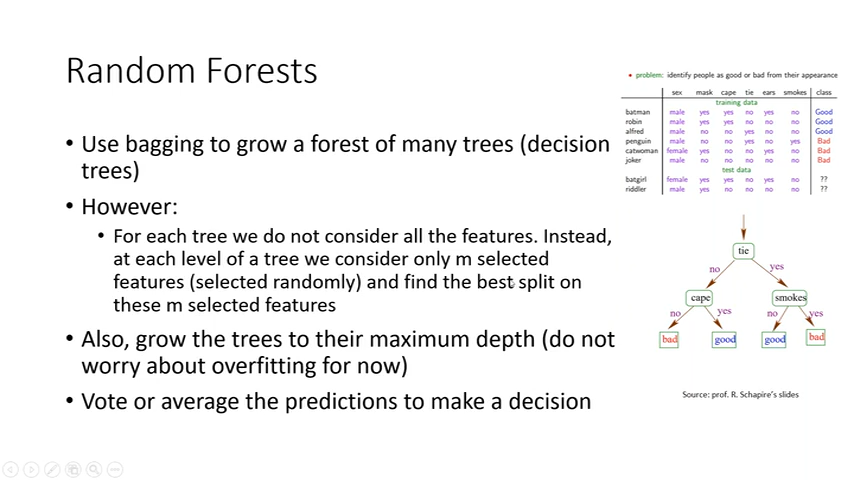 Random Forests
• Use bagging to grow a forest of many trees (decision
trees)
• However:
• For each tree we do not consider all the features. Instead,
at each level of a tree we consider only m selected
features (selected randomly) and find the best split on
these m selected features
• Also, grow the trees to their maximum depth (do not
worry about overfitting for now)
• Vote or average the predictions to make a decision
• problem: identify people as good or bad from their appearance
sex mask cape tie ears smokes class
training data
batman male yes yes no yes no Good
robin male yes yes no no no Good
alfred male no no yes no no Good
penguin male no no yes no yes Bad
catwoman female yes no no yes no Bad
joker male no no no no no Bad
test data
batgirl female yes yes no yes no ??
riddler male yes no no no no ??
tie
no yes
cape smokes
no yes no yes
bad good good bad
Source: prof. R. Schapire's slides